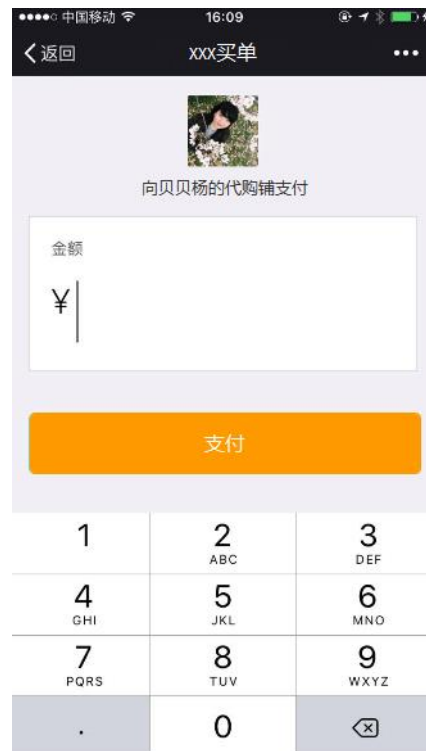 中国移动 16:09
返回 xxx买单 •••
向贝贝杨的代购铺支付
金额
¥
支付
1 2 3
ABC DEF
4 5 6
GHI JKL MNO
7 8 9
PQRS TUV WXYZ
. 0